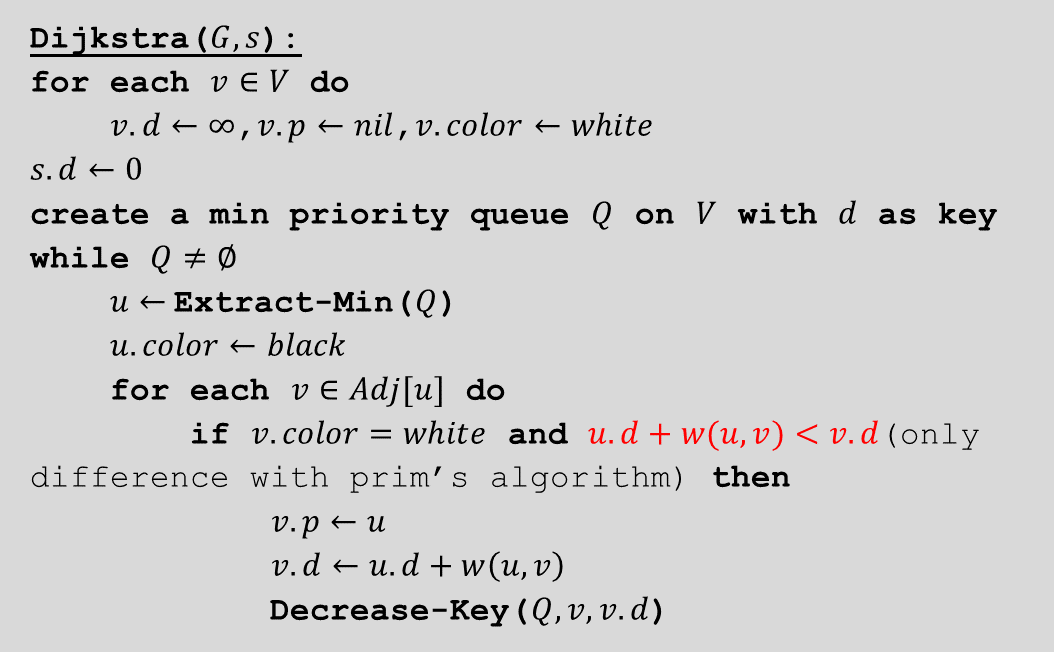 Dijkstra(G,s):
for each v ∈ V do
v.d ← ∞, v.p ← nil, v.color ← white
s.d ← 0
create a min priority queue Q on V with d as key
while Q ≠ ∅
u ← Extract-Min(Q)
u.color ← black
for each v ∈ Adj[u] do
if v.color = white and u.d + w(u,v) < v.d(only
difference with prim’s algorithm) then
v.p ← u
v.d ← u.d + w(u,v)
Decrease-Key(Q,v,v.d)